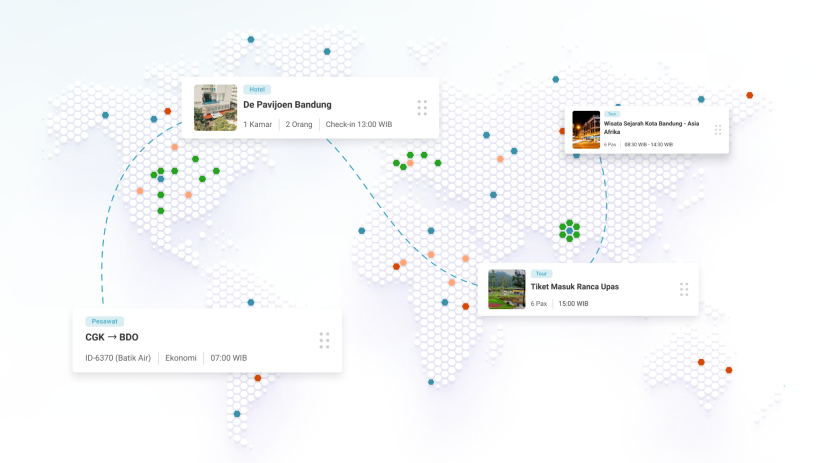 Hotel
De Pavijoen Bandung
1 Kamar 2 Orang Check-in 13:00 WIB
Tour
Wisata Sejarah Kota Bandung - Asia
Afrika
6 Pax 08:30 WIB - 14:30 WIB
Tour
Tiket Masuk Ranca Upas
6 Pax 15:00 WIB
Pesawat
CGK → BDO
ID-6370 (Batik Air) Ekonomi 07:00 WIB